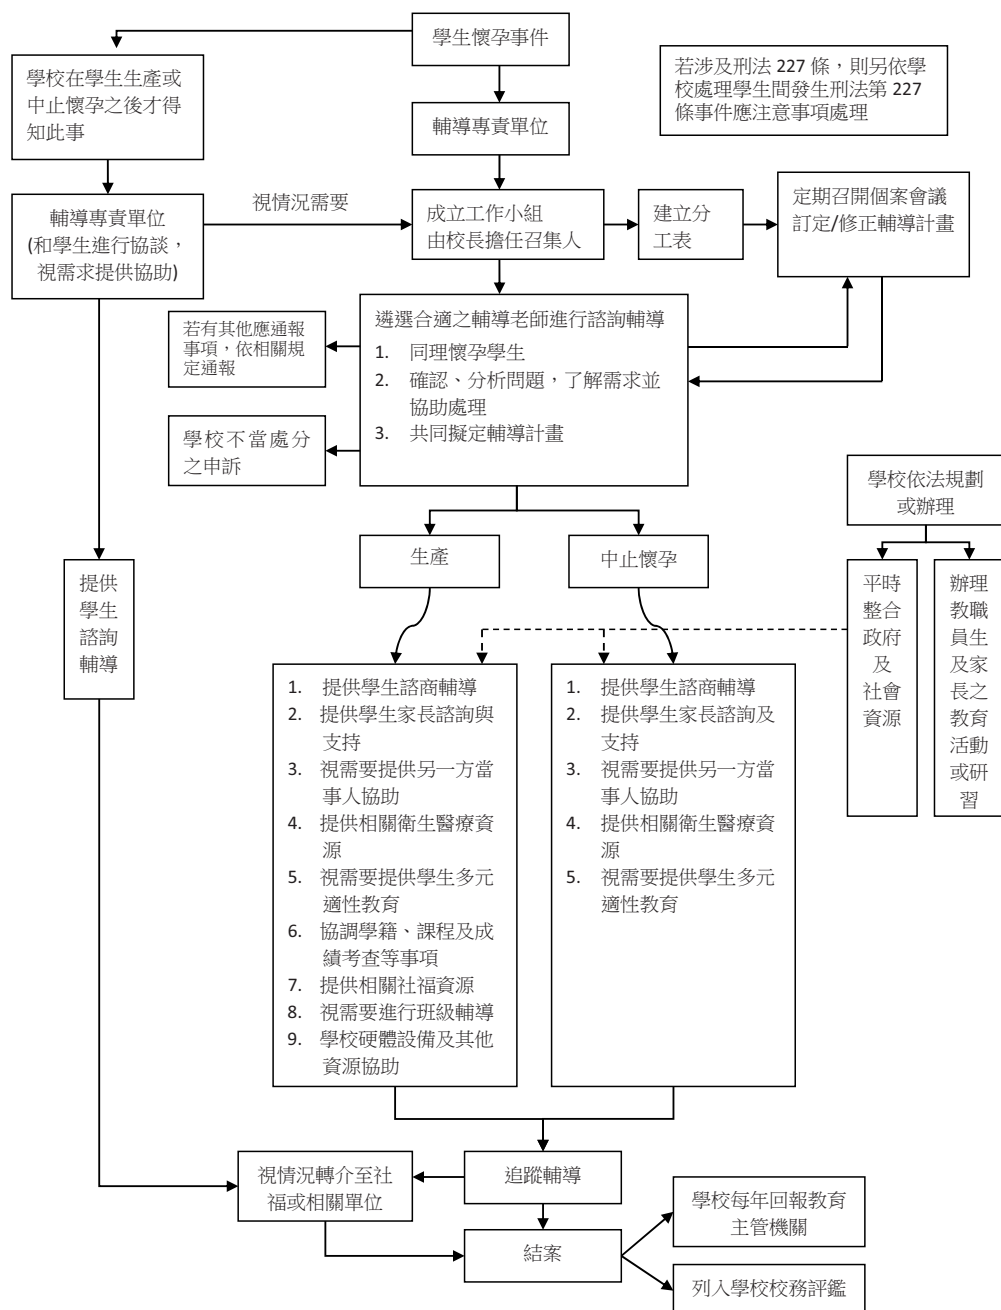 學生懷孕事件
學校在學生生產或
中止懷孕之後才得
知此事
若涉及刑法 227 條，則另依學
校處理學生間發生刑法第 227
條事件應注意事項處理
輔導專責單位
輔導專責單位
(和學生進行協談，
視需求提供協助)
視情況需要
成立工作小組
由校長擔任召集人
建立分
工表
定期召開個案會議
訂定/修正輔導計畫
若有其他應通報
事項，依相關規
定通報
遴選合適之輔導老師進行諮詢輔導
1. 同理懷孕學生
2. 確認、分析問題，了解需求並
協助處理
3. 共同擬定輔導計畫
學校不當處分
之申訴
學校依法規劃
或辦理
生產
中止懷孕
提供
學生
諮詢
輔導
平時
整合
政府
及
社會
資源
辦理
教職
員生
及家
長之
教育
活動
或研
習
1. 提供學生諮商輔導
2. 提供學生家長諮詢與
支持
3. 視需要提供另一方當
事人協助
4. 提供相關衛生醫療資
源
5. 視需要提供學生多元
適性教育
6. 協調學籍、課程及成
績考查等事項
7. 提供相關社福資源
8. 視需要進行班級輔導
9. 學校硬體設備及其他
資源協助
1. 提供學生諮商輔導
2. 提供學生家長諮詢及
支持
3. 視需要提供另一方當
事人協助
4. 提供相關衛生醫療資
源
5. 視需要提供學生多元
適性教育
視情況轉介至社
福或相關單位
追蹤輔導
結案
學校每年回報教育
主管機關
列入學校校務評鑑